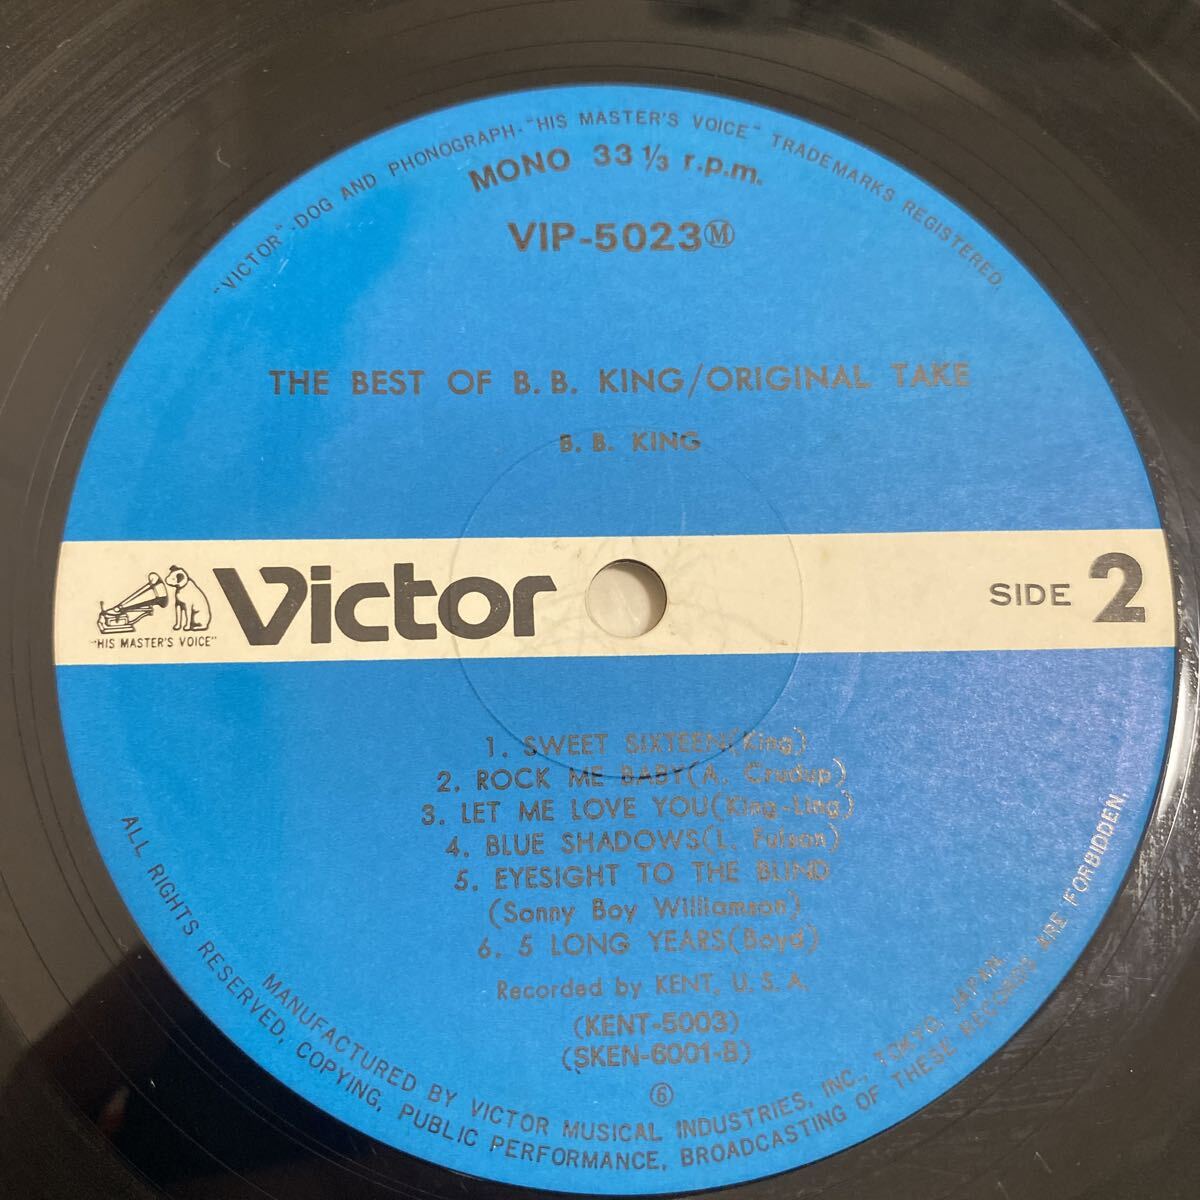 "VICTOR"-DOG AND PHONOGRAPH-"HIS MASTER'S VOICE" TRADEMARKS REGISTERED.
MONO 33 1/3 r.p.m.
VIP-5023Ⓜ
THE BEST OF B. B. KING/ORIGINAL TAKE
B. B. KING
"HIS MASTER'S VOICE"
Victor
SIDE 2
1. SWEET SIXTEEN(King)
2. ROCK ME BABY(A. Crudup)
3. LET ME LOVE YOU(King-Ling)
4. BLUE SHADOWS(L. Fulson)
5. EYESIGHT TO THE BLIND
(Sonny Boy Williamson)
6. 5 LONG YEARS(Boyd)
Recorded by KENT, U. S. A.
(KENT-5003)
(SKEN-6001-B)
⑥
MANUFACTURED BY VICTOR MUSICAL INDUSTRIES, INC., TOKYO, JAPAN.
ALL RIGHTS RESERVED, COPYING, PUBLIC PERFORMANCE, BROADCASTING OF THESE RECORDS ARE FORBIDDEN.